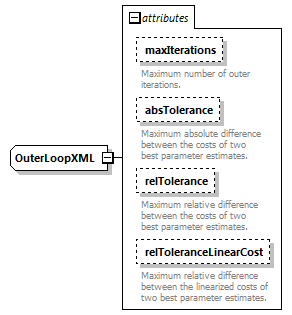 attributes
maxIterations
Maximum number of outer
iterations.
absTolerance
Maximum absolute difference
between the costs of two
best parameter estimates.
OuterLoopXML
relTolerance
Maximum relative difference
between the costs of two
best parameter estimates.
relToleranceLinearCost
Maximum relative difference
between the linearized costs of
two best parameter estimates.